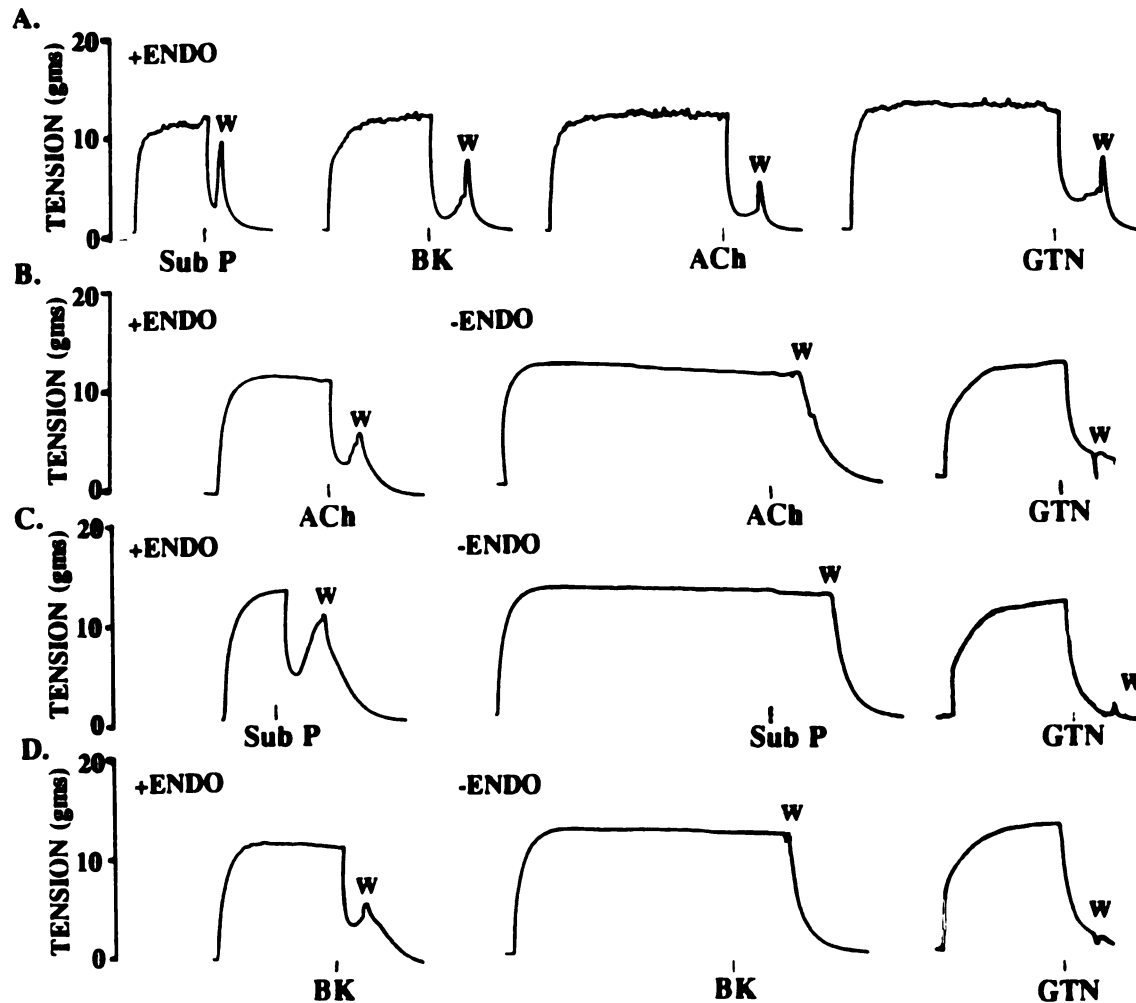 A.
TENSION (gms)
20
10
0
+ENDO
W W W W
Sub P BK ACh GTN
B.
TENSION (gms)
20
10
0
+ENDO -ENDO
W W W
ACh ACh GTN
C.
TENSION (gms)
20
10
0
+ENDO -ENDO
W W W
Sub P Sub P GTN
D.
TENSION (gms)
20
10
0
+ENDO -ENDO
W W W
BK BK GTN